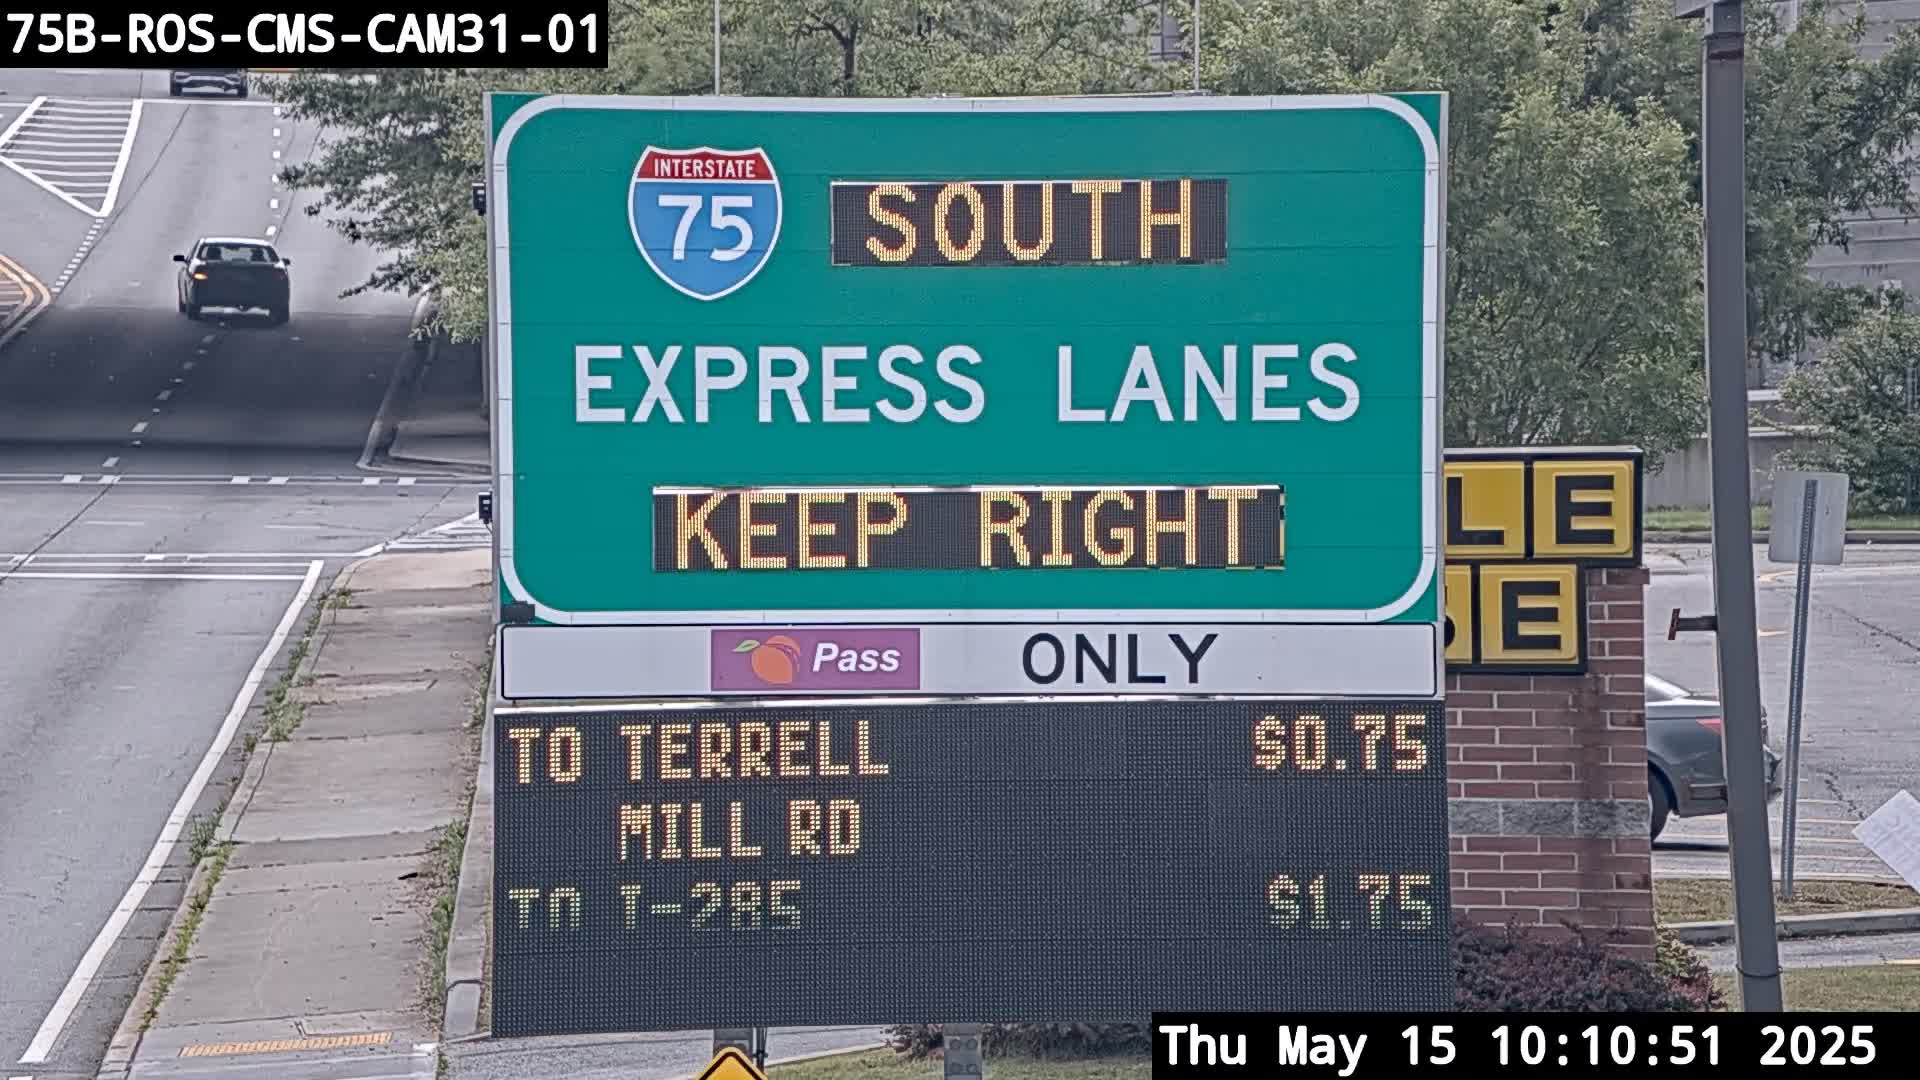 75B-ROS-CMS-CAM31-01
INTERSTATE
75
SOUTH
EXPRESS LANES
KEEP RIGHT
Pass ONLY
TO TERRELL $0.75
MILL RD
TO I-285 $1.75
LE
E
Thu May 15 10:10:51 2025